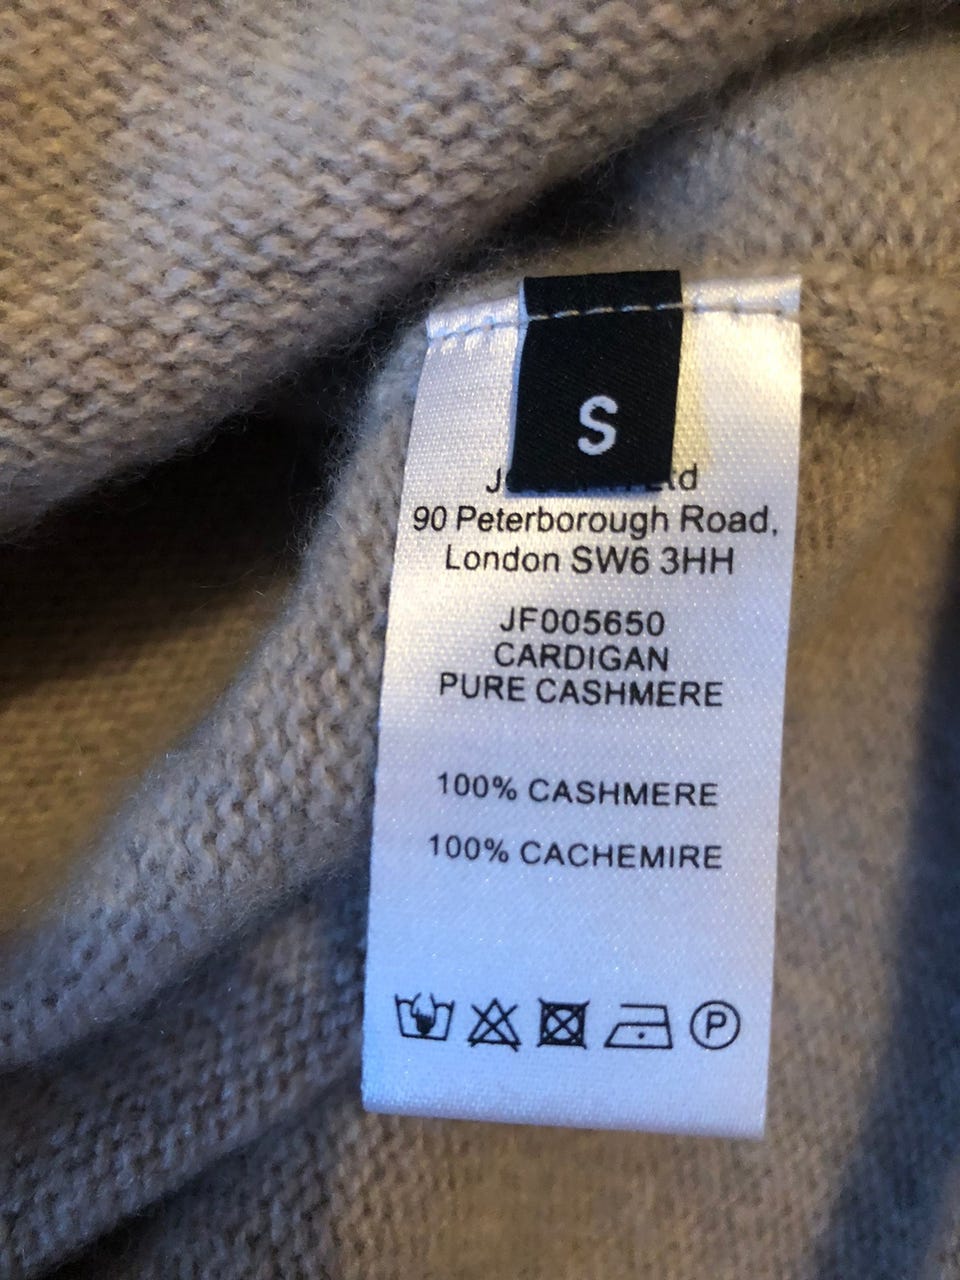 S
90 Peterborough Road,
London SW6 3HH
JF005650
CARDIGAN
PURE CASHMERE
100% CASHMERE
100% CACHEMIRE
P